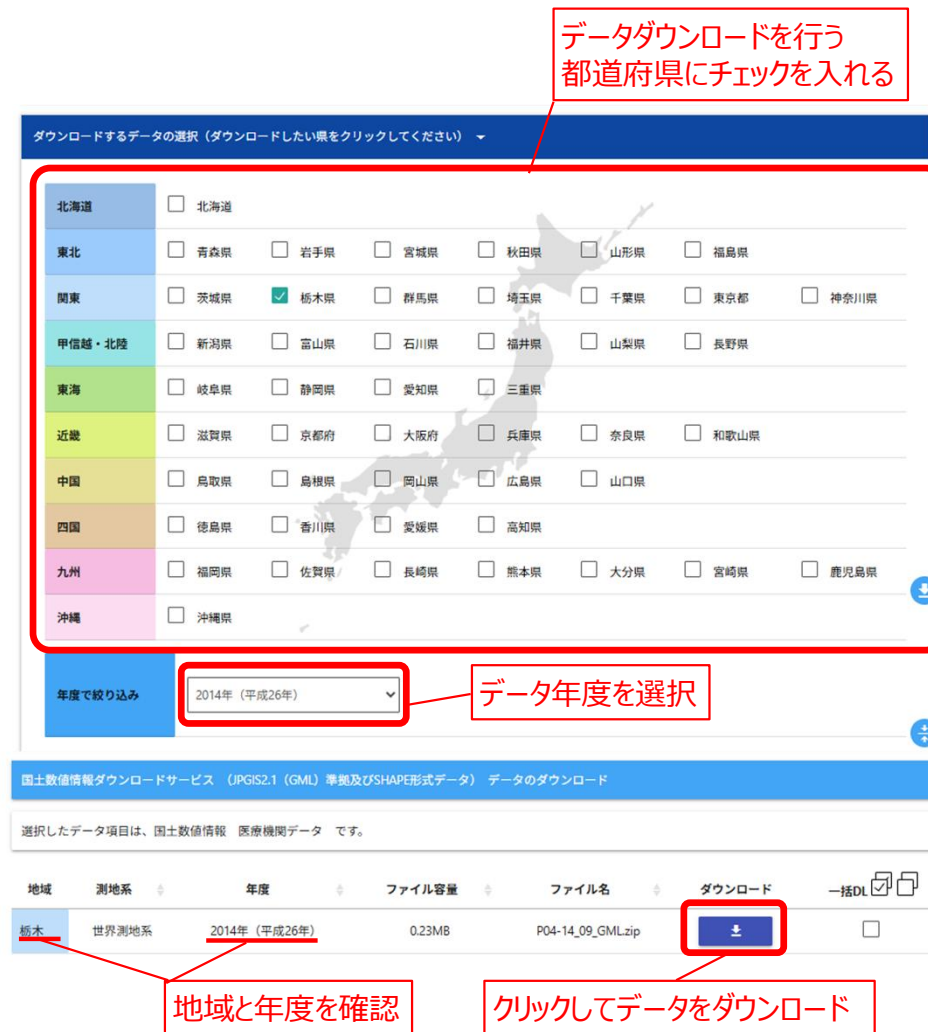 データダウンロードを行う
都道府県にチェックを入れる
ダウンロードするデータの選択（ダウンロードしたい県をクリックしてください）
北海道 北海道
東北 青森県 岩手県 宮城県 秋田県 山形県 福島県
関東 茨城県 栃木県 群馬県 埼玉県 千葉県 東京都 神奈川県
甲信越・北陸 新潟県 富山県 石川県 福井県 山梨県 長野県
東海 岐阜県 静岡県 愛知県 三重県
近畿 滋賀県 京都府 大阪府 兵庫県 奈良県 和歌山県
中国 鳥取県 島根県 岡山県 広島県 山口県
四国 徳島県 香川県 愛媛県 高知県
九州 福岡県 佐賀県 長崎県 熊本県 大分県 宮崎県 鹿児島県
沖縄 沖縄県
年度で絞り込み 2014年（平成26年） データ年度を選択
国土数値情報ダウンロードサービス （JPGIS2.1（GML）準拠及びSHAPE形式データ） データのダウンロード
選択したデータ項目は、国土数値情報 医療機関データ です。
地域 測地系 年度 ファイル容量 ファイル名 ダウンロード 一括DL
栃木 世界測地系 2014年（平成26年） 0.23MB P04-14_09_GML.zip
地域と年度を確認 クリックしてデータをダウンロード